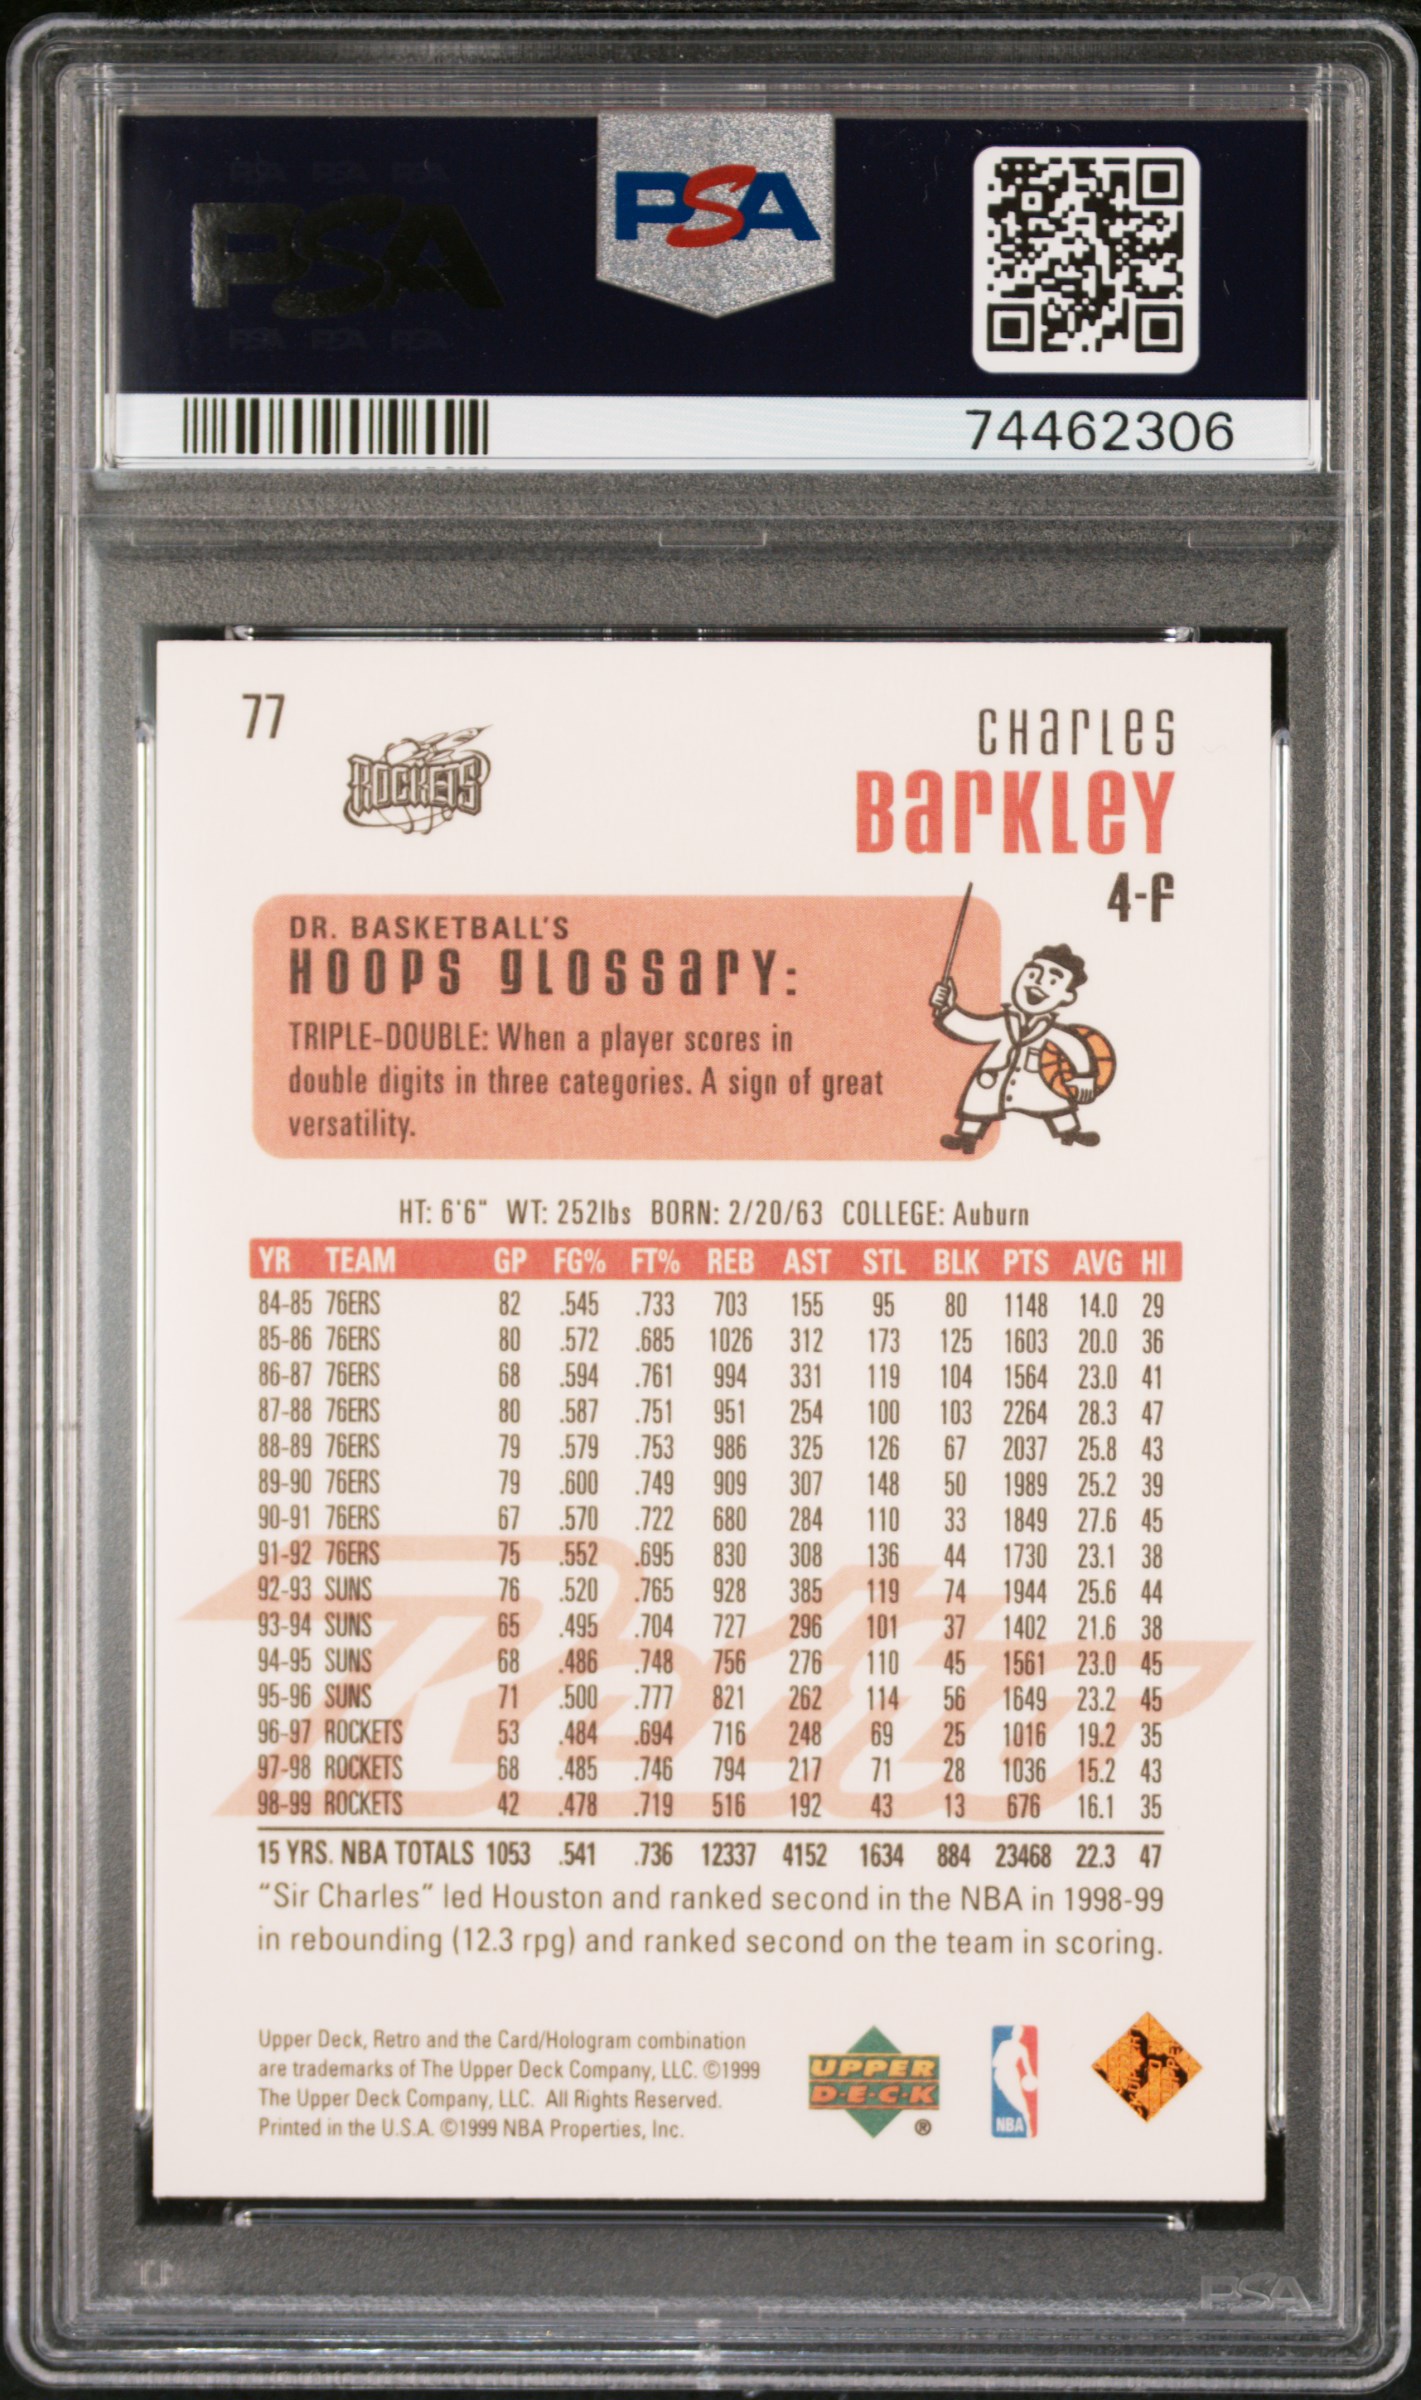 PSA
PSA
PSA PSA PSA
PSA PSA PSA
74462306
77
ROCKETS
CHARLES
BARKLEY
4-F
DR. BASKETBALL'S
HOOPS GLOSSARY:
TRIPLE-DOUBLE: When a player scores in
double digits in three categories. A sign of great
versatility.
HT: 6'6" WT: 252lbs BORN: 2/20/63 COLLEGE: Auburn
YR TEAM GP FG% FT% REB AST STL BLK PTS AVG HI
84-85 76ERS 82 .545 .733 703 155 95 80 1148 14.0 29
85-86 76ERS 80 .572 .685 1026 312 173 125 1603 20.0 36
86-87 76ERS 68 .594 .761 994 331 119 104 1564 23.0 41
87-88 76ERS 80 .587 .751 951 254 100 103 2264 28.3 47
88-89 76ERS 79 .579 .753 986 325 126 67 2037 25.8 43
89-90 76ERS 79 .600 .749 909 307 148 50 1989 25.2 39
90-91 76ERS 67 .570 .722 680 284 110 33 1849 27.6 45
91-92 76ERS 75 .552 .695 830 308 136 44 1730 23.1 38
92-93 SUNS 76 .520 .765 928 385 119 74 1944 25.6 44
93-94 SUNS 65 .495 .704 727 296 101 37 1402 21.6 38
94-95 SUNS 68 .486 .748 756 276 110 45 1561 23.0 45
95-96 SUNS 71 .500 .777 821 262 114 56 1649 23.2 45
96-97 ROCKETS 53 .484 .694 716 248 69 25 1016 19.2 35
97-98 ROCKETS 68 .485 .746 794 217 71 28 1036 15.2 43
98-99 ROCKETS 42 .478 .719 516 192 43 13 676 16.1 35
15 YRS. NBA TOTALS 1053 .541 .736 12337 4152 1634 884 23468 22.3 47
Retro
"Sir Charles" led Houston and ranked second in the NBA in 1998-99
in rebounding (12.3 rpg) and ranked second on the team in scoring.
Upper Deck, Retro and the Card/Hologram combination
are trademarks of The Upper Deck Company, LLC. ©1999
The Upper Deck Company, LLC. All Rights Reserved.
Printed in the U.S.A. ©1999 NBA Properties, Inc.
UPPER
D·E·C·K
®
NBA
PSA